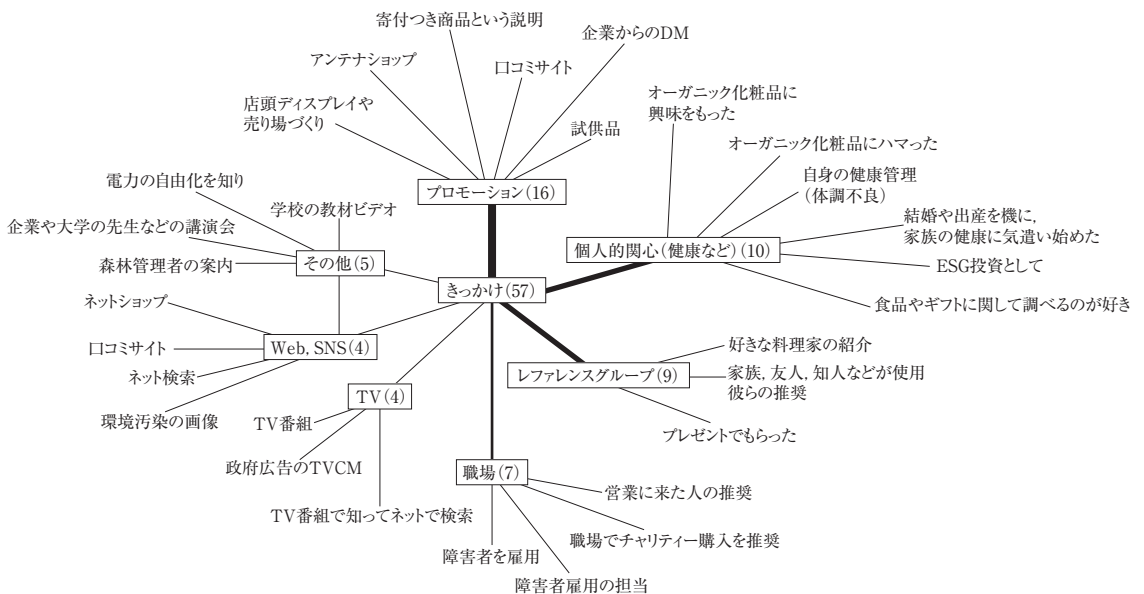 寄付つき商品という説明
企業からのDM
アンテナショップ
口コミサイト
店頭ディスプレイや
売り場づくり
試供品
オーガニック化粧品に
興味をもった
オーガニック化粧品にハマった
自身の健康管理
(体調不良)
結婚や出産を機に,
家族の健康に気遣い始めた
ESG投資として
食品やギフトに関して調べるのが好き
プロモーション(16)
個人的関心(健康など)(10)
電力の自由化を知り
学校の教材ビデオ
企業や大学の先生などの講演会
森林管理者の案内
その他(5)
きっかけ(57)
ネットショップ
口コミサイト
ネット検索
環境汚染の画像
Web, SNS(4)
TV(4)
TV番組
政府広告のTVCM
TV番組で知ってネットで検索
レファレンスグループ(9)
好きな料理家の紹介
家族, 友人, 知人などが使用
彼らの推奨
プレゼントでもらった
職場(7)
営業に来た人の推奨
職場でチャリティー購入を推奨
障害者を雇用
障害者雇用の担当